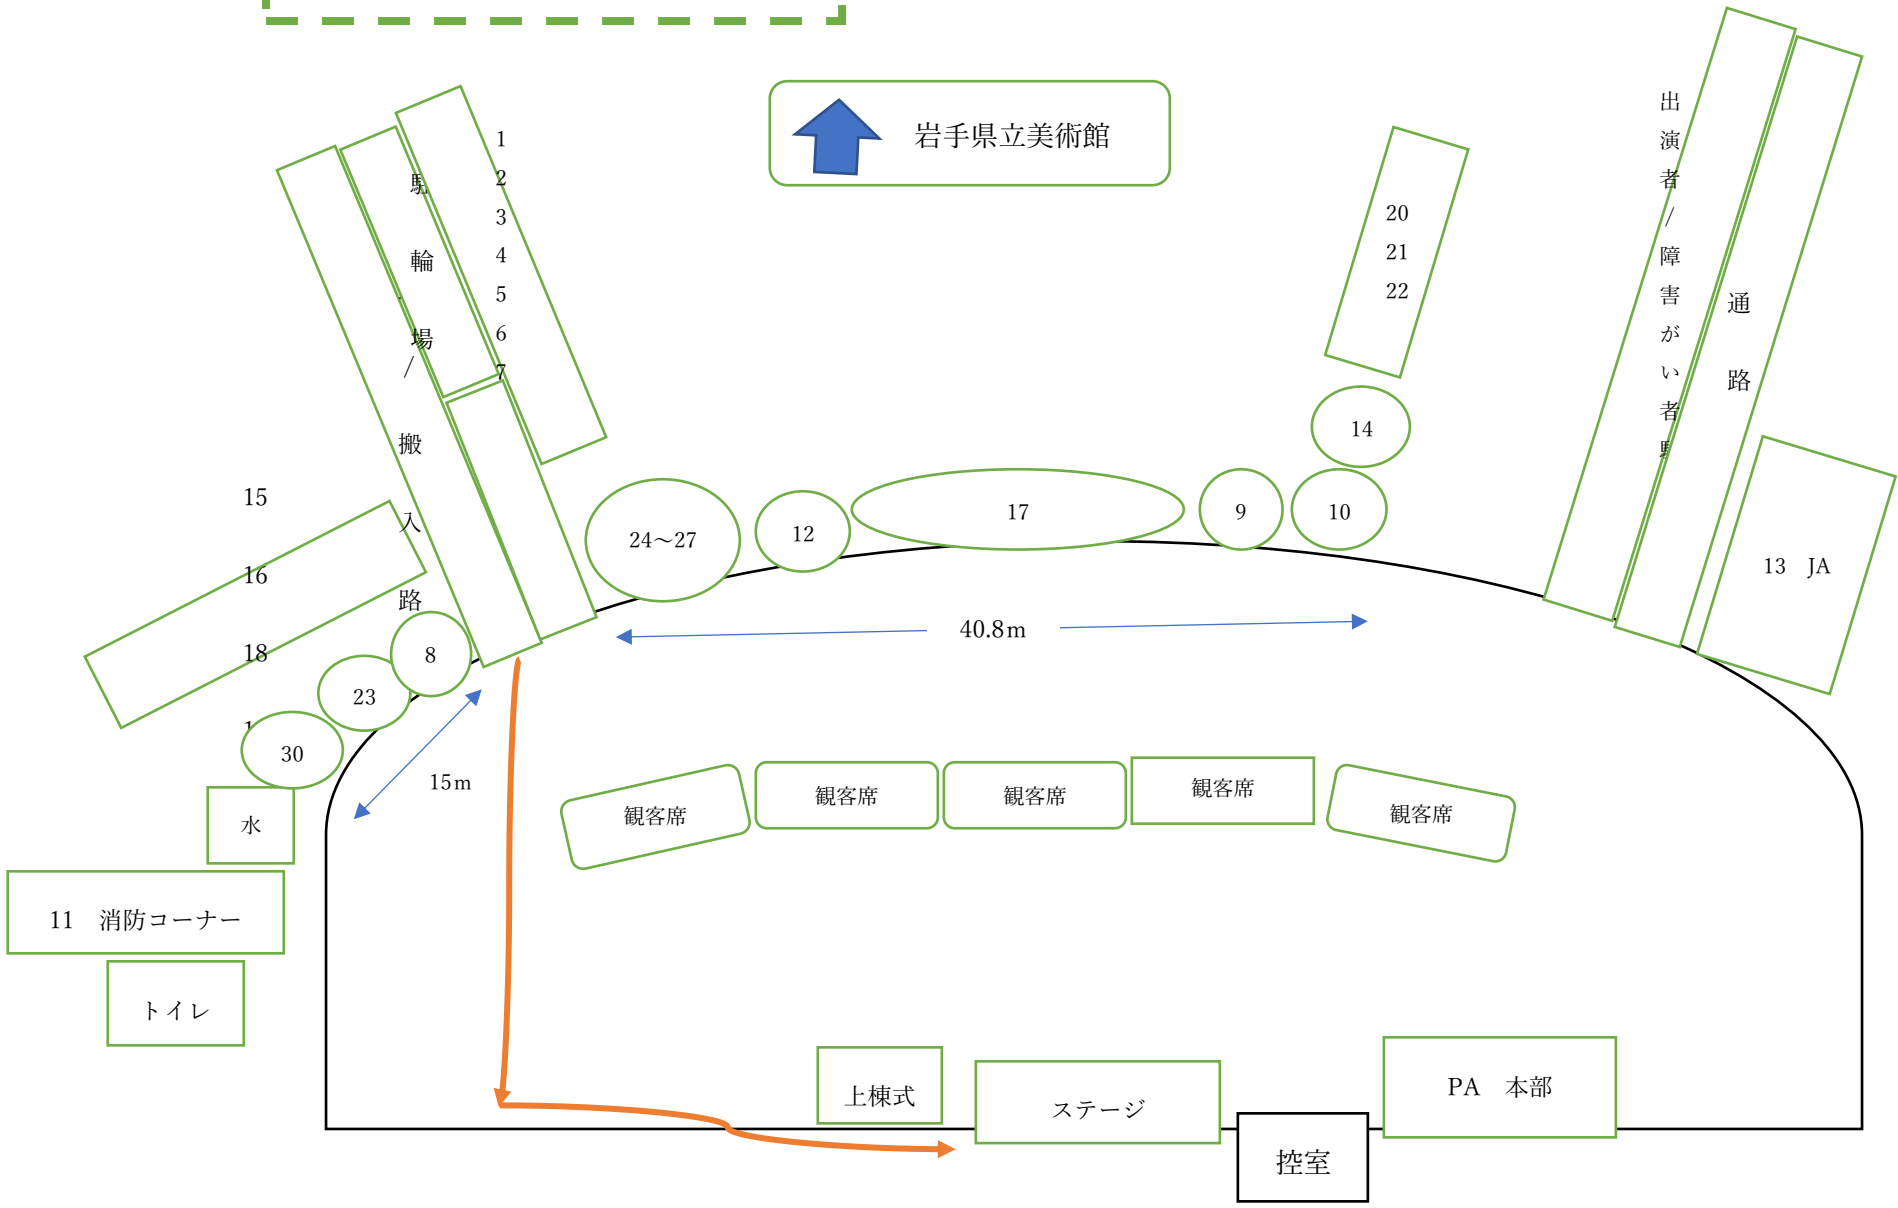 岩手県立美術館
1
2
3
4
5
6
7
駐輪場/
搬入路
20
21
22
出演者/障害がい者
通路
14
13 JA
15
16
18
24～27
12
17
9
10
8
23
30
40.8m
15m
観客席
観客席
観客席
観客席
観客席
水
11 消防コーナー
トイレ
上棟式
ステージ
PA 本部
控室